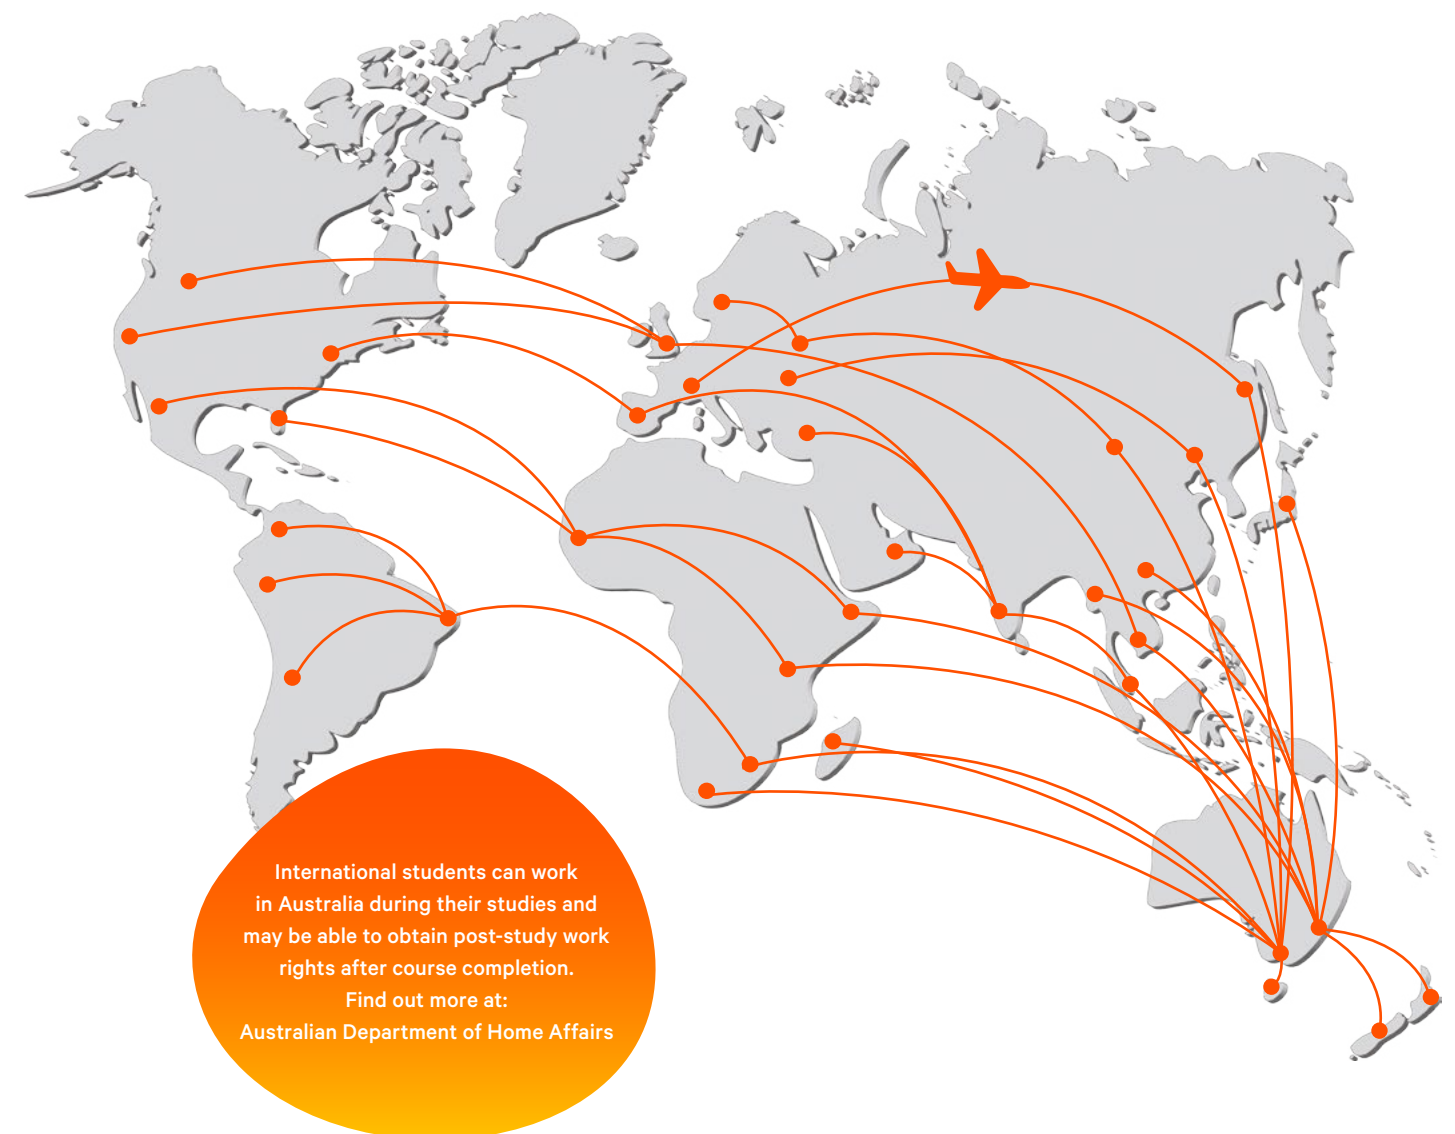 International students can work
in Australia during their studies and
may be able to obtain post-study work
rights after course completion.
Find out more at:
Australian Department of Home Affairs